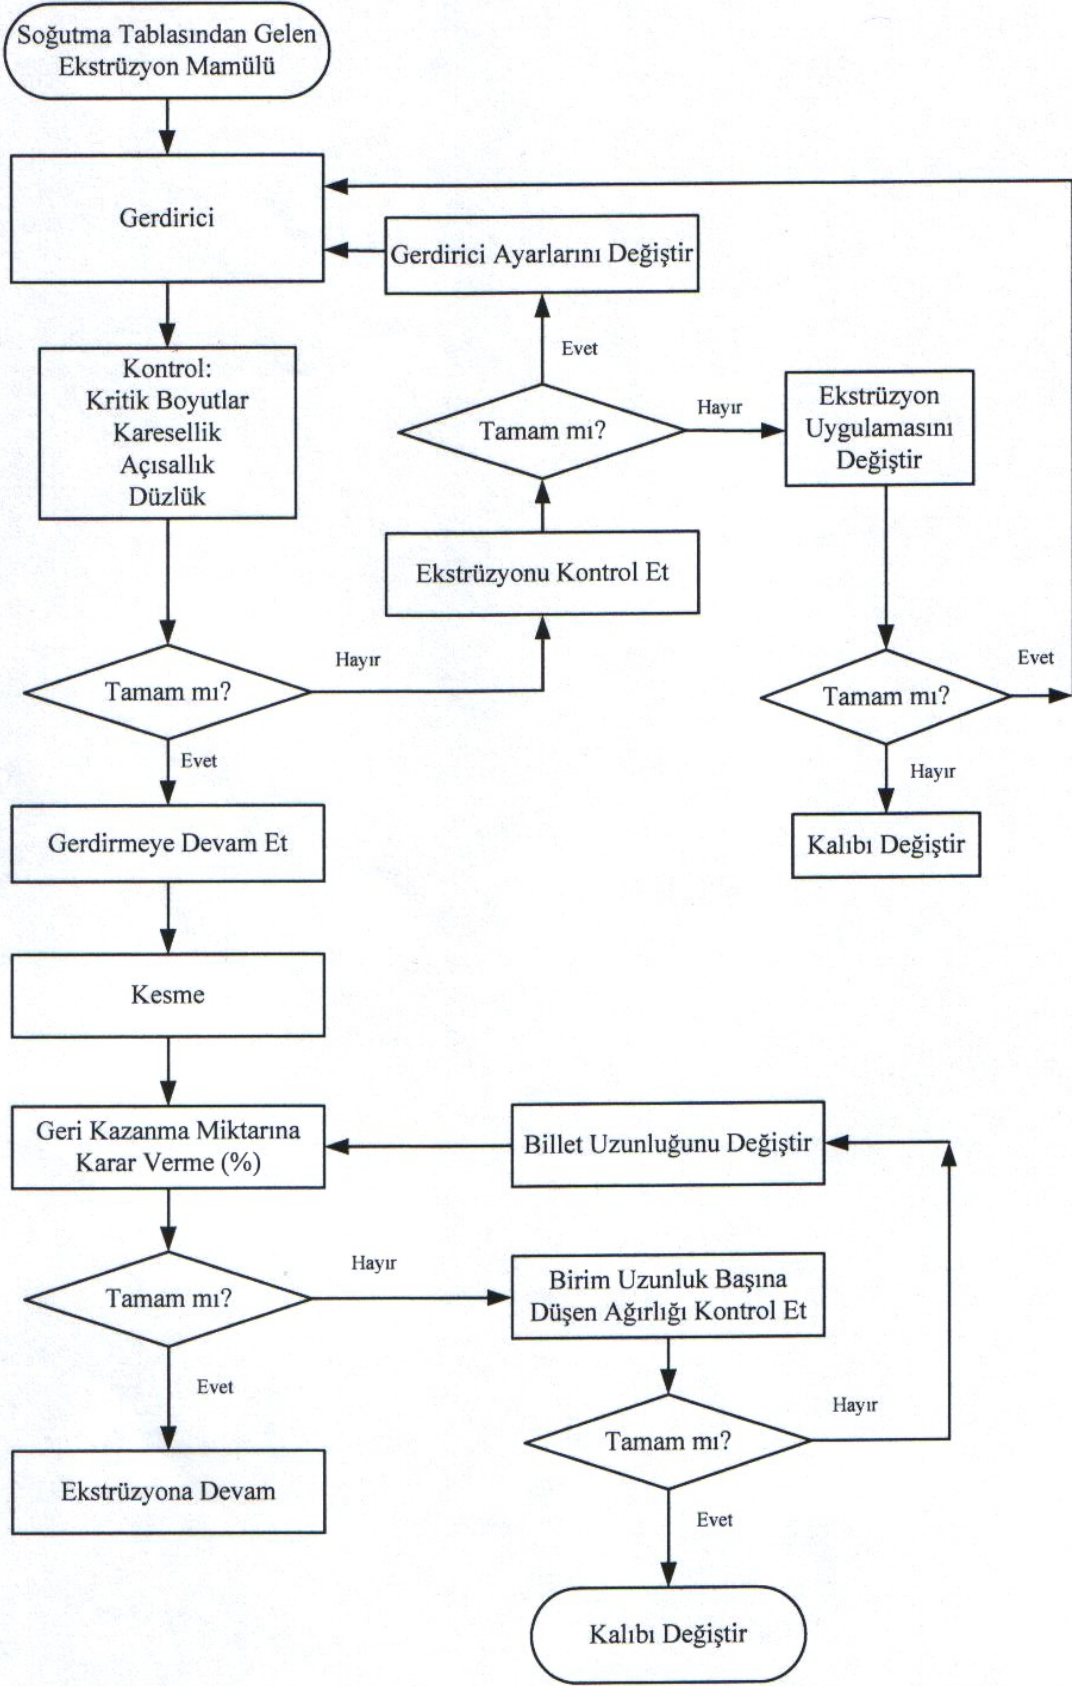 Soğutma Tablasından Gelen
Ekstrüzyon Mamülü
Gerdirici
Gerdirici Ayarlarını Değiştir
Evet
Kontrol:
Kritik Boyutlar
Karesellik
Açısallık
Düzlük
Tamam mı?
Hayır
Ekstrüzyon
Uygulamasını
Değiştir
Ekstrüzyonu Kontrol Et
Hayır
Tamam mı?
Evet
Tamam mı?
Evet
Hayır
Gerdirmeye Devam Et
Kalıbı Değiştir
Kesme
Geri Kazanma Miktarına
Karar Verme (%)
Billet Uzunluğunu Değiştir
Tamam mı?
Hayır
Birim Uzunluk Başına
Düşen Ağırlığı Kontrol Et
Evet
Tamam mı?
Hayır
Ekstrüzyona Devam
Evet
Kalıbı Değiştir